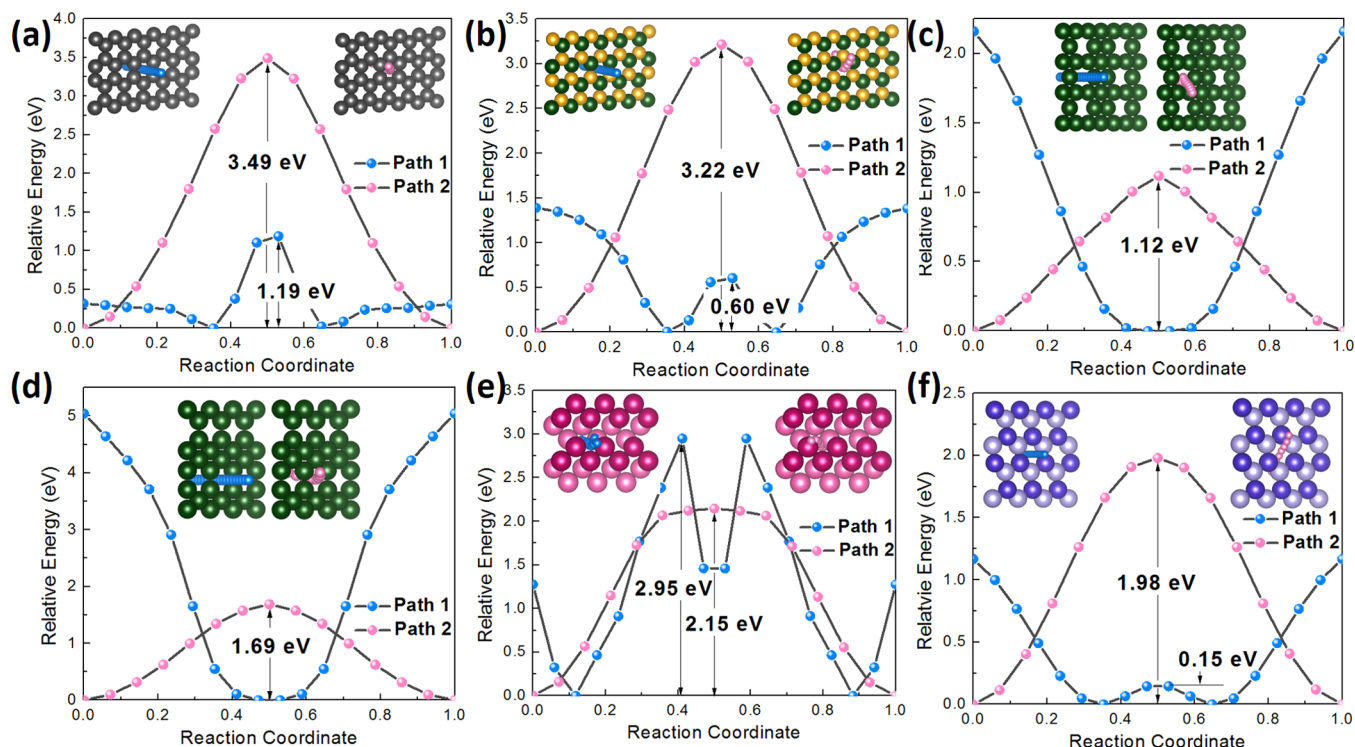 (a)
4.0
3.5
3.0
2.5
2.0
1.5
1.0
0.5
0.0
Relative Energy (eV)
3.49 eV
1.19 eV
Path 1
Path 2
0.0 0.2 0.4 0.6 0.8 1.0
Reaction Coordinate
(b)
3.5
3.0
2.5
2.0
1.5
1.0
0.5
0.0
Relative Energy (eV)
3.22 eV
0.60 eV
Path 1
Path 2
0.0 0.2 0.4 0.6 0.8 1.0
Reaction Coordinate
(c)
2.0
1.5
1.0
0.5
0.0
Relative Energy (eV)
1.12 eV
Path 1
Path 2
0.0 0.2 0.4 0.6 0.8 1.0
Reaction Coordinate
(d)
5
4
3
2
1
0
Relative Energy (eV)
1.69 eV
Path 1
Path 2
0.0 0.2 0.4 0.6 0.8 1.0
Reaction Coordinate
(e)
3.5
3.0
2.5
2.0
1.5
1.0
0.5
0.0
Relative Energy (eV)
2.95 eV
2.15 eV
Path 1
Path 2
0.0 0.2 0.4 0.6 0.8 1.0
Reaction Coordinate
(f)
2.5
2.0
1.5
1.0
0.5
0.0
Relatvie Energy (eV)
1.98 eV
0.15 eV
Path 1
Path 2
0.0 0.2 0.4 0.6 0.8 1.0
Reaction Coordinate